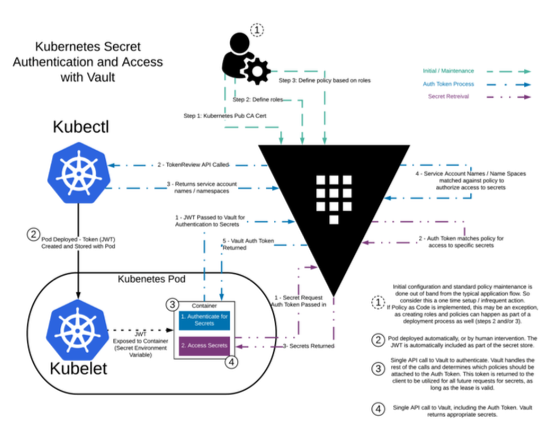 Kubernetes Secret
Authentication and Access
with Vault
1
Step 3: Define policy based on roles
Step 2: Define roles
Step 1: Kubernetes Pub CA Cert
Initial / Maintenance
Auth Token Process
Secret Retreival
Kubectl
2 - TokenReview API Called
3 - Returns service account
names / namespaces
4 - Service Account Names / Name Spaces
matched against policy to
authorize access to secrets
1 - JWT Passed to Vault for
Authentication to Secrets
5 - Vault Auth Token
Returned
2 - Auth Token matches policy for
access to specific secrets
2
Pod Deployed - Token (JWT)
Created and Stored with Pod
Kubernetes Pod
1 - Secret Request
Auth Token Passed in
3
Container
1. Authenticate for
Secrets
2. Access Secrets
JWT
Exposed to Container
(Secret Environment
Variable)
3- Secrets Returned
4
Kubelet
1
Initial configuration and standard policy maintenance is
done out of band from the typical application flow. So
consider this a one time setup / infrequent action.
If Policy as Code is implemented, this may be an exception,
as creating roles and policies can happen as part of a
deployment process as well (steps 2 and/or 3).
2
Pod deployed automatically, or by human intervention. The
JWT is automatically included as part of the secret store.
3
Single API call to Vault to authenticate. Vault handles the
rest of the calls and determines which policies should be
attached to the Auth Token. This token is returned to the
client to be utilized for all future requests for secrets, as
long as the lease is valid.
4
Single API call to Vault, including the Auth Token. Vault
returns appropriate secrets.